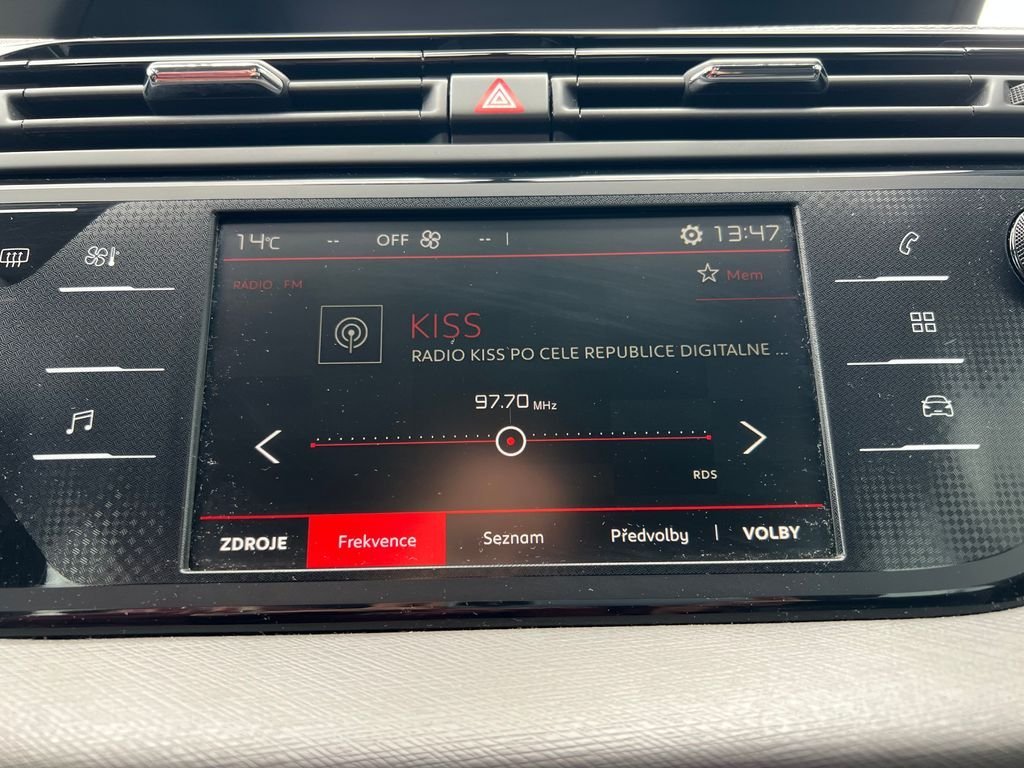 14°C -- OFF -- 13:47
RADIO . FM
Mem
KISS
RADIO KISS PO CELE REPUBLICE DIGITALNE ...
97.70 MHz
RDS
ZDROJE Frekvence Seznam Předvolby VOLBY